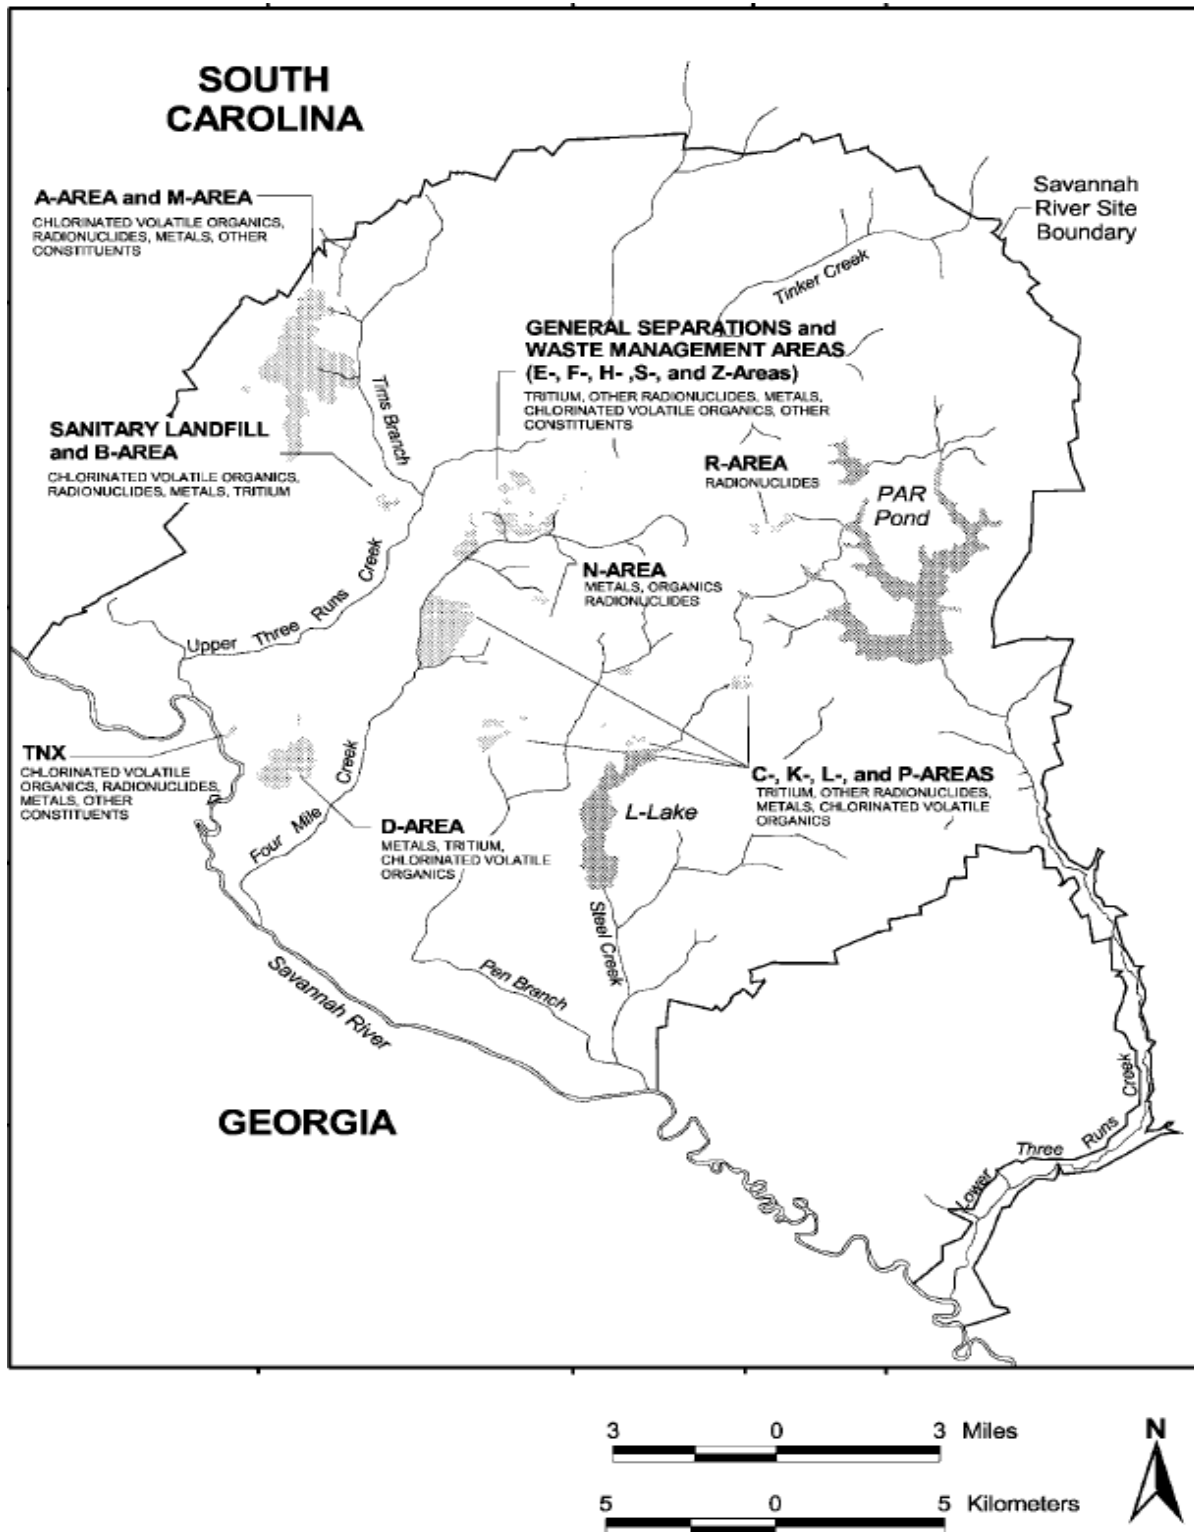 SOUTH
CAROLINA
A-AREA and M-AREA
CHLORINATED VOLATILE ORGANICS,
RADIONUCLIDES, METALS, OTHER
CONSTITUENTS
Savannah
River Site
Boundary
Tinker Creek
GENERAL SEPARATIONS and
WASTE MANAGEMENT AREAS
(E-, F-, H- ,S-, and Z-Areas)
TRITIUM, OTHER RADIONUCLIDES, METALS,
CHLORINATED VOLATILE ORGANICS, OTHER
CONSTITUENTS
Tims Branch
SANITARY LANDFILL
and B-AREA
CHLORINATED VOLATILE ORGANICS,
RADIONUCLIDES, METALS, TRITIUM
R-AREA
RADIONUCLIDES
PAR
Pond
N-AREA
METALS, ORGANICS
RADIONUCLIDES
Upper Three Runs Creek
TNX
CHLORINATED VOLATILE
ORGANICS, RADIONUCLIDES,
METALS, OTHER
CONSTITUENTS
Four Mile Creek
D-AREA
METALS, TRITIUM,
CHLORINATED VOLATILE
ORGANICS
L-Lake
C-, K-, L-, and P-AREAS
TRITIUM, OTHER RADIONUCLIDES,
METALS, CHLORINATED VOLATILE
ORGANICS
Steel Creek
Pen Branch
Savannah River
GEORGIA
Lower Three Runs Creek
3 0 3 Miles
5 0 5 Kilometers
N